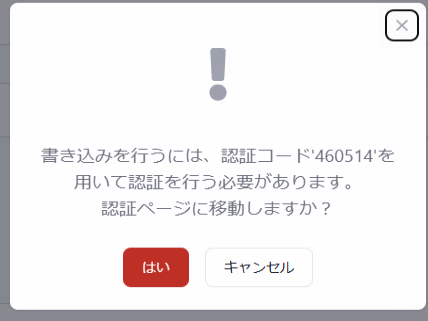 書き込みを行うには、認証コード'460514'を
用いて認証を行う必要があります。
認証ページに移動しますか？
はい
キャンセル